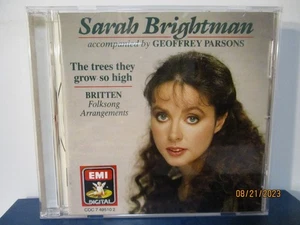 Sarah Brightman
accompanied by GEOFFREY PARSONS
The trees they
grow so high
BRITTEN
Folksong
Arrangements
EMI
DIGITAL
08/21/2023